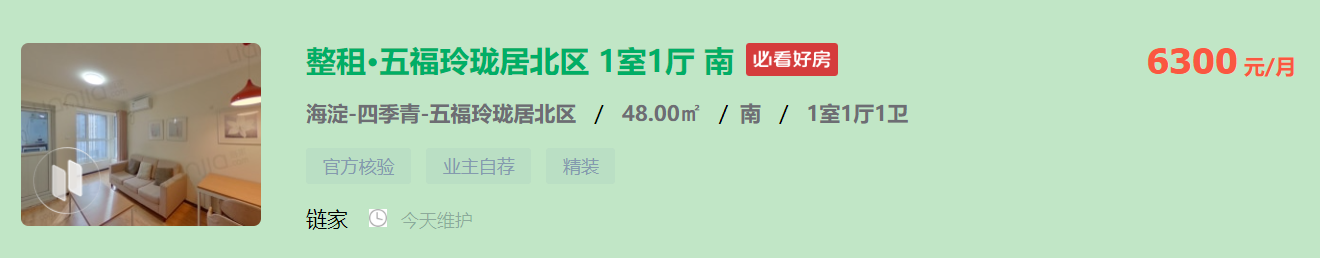 整租·五福玲珑居北区 1室1厅 南 必看好房 6300 元/月
海淀-四季青-五福玲珑居北区 / 48.00㎡ / 南 / 1室1厅1卫
官方核验 业主自荐 精装
链家 今天维护